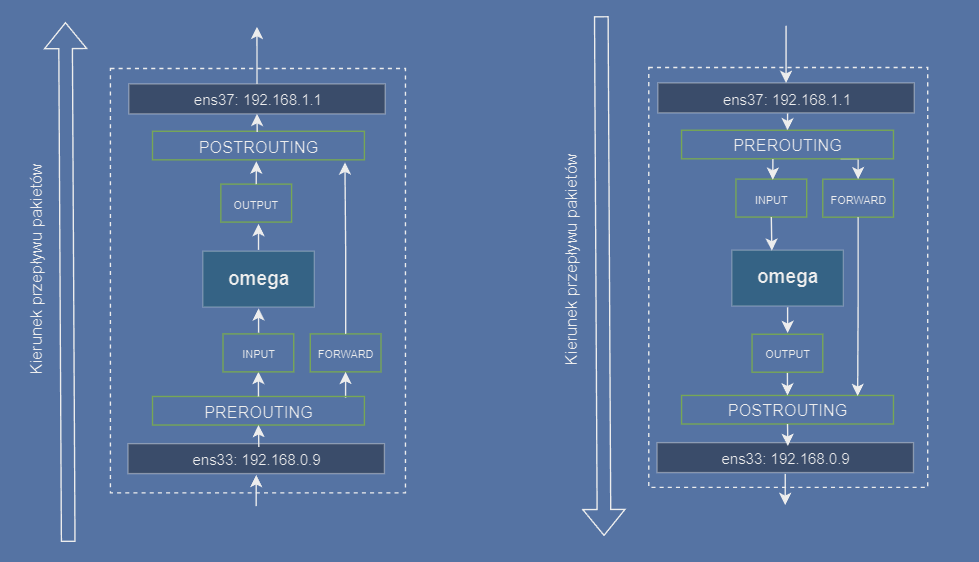 Kierunek przepływu pakietów
ens37: 192.168.1.1
POSTROUTING
OUTPUT
omega
INPUT
FORWARD
PREROUTING
ens33: 192.168.0.9
Kierunek przepływu pakietów
ens37: 192.168.1.1
PREROUTING
INPUT
FORWARD
omega
OUTPUT
POSTROUTING
ens33: 192.168.0.9